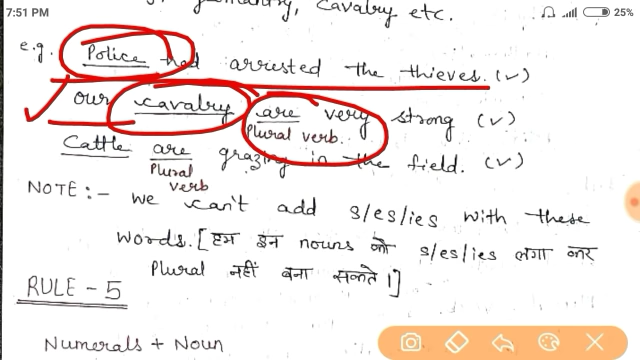 7:51 PM 25%
Cavalry etc.
e.g. Police had arrested the thieves. (✓)
our cavalry are very strong (✓)
Plural verb.
Cattle are grazing in the field. (✓)
Plural
verb
NOTE :- we can't add s/es/ies with these
words. [हम इन nouns को s/es/ies लगा कर
Plural नहीं बना सकते।]
RULE - 5
Numerals + Noun